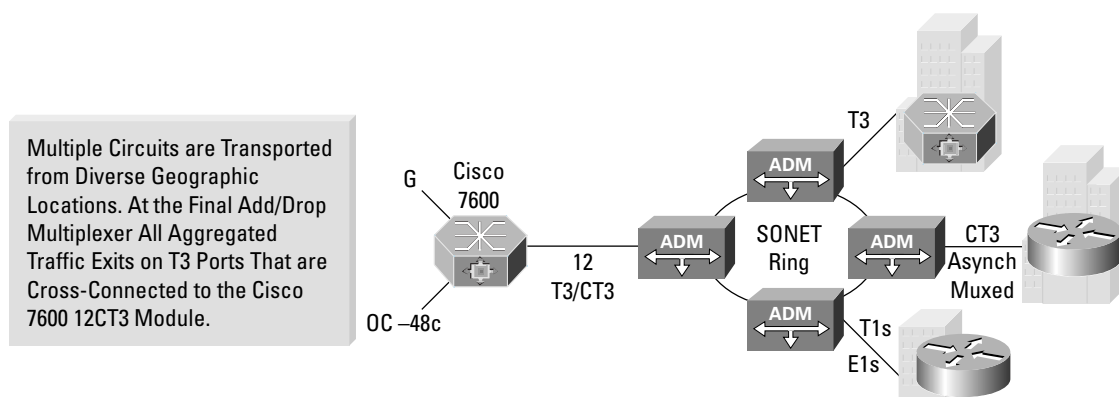 Multiple Circuits are Transported
from Diverse Geographic
Locations. At the Final Add/Drop
Multiplexer All Aggregated
Traffic Exits on T3 Ports That are
Cross-Connected to the Cisco
7600 12CT3 Module.
G
Cisco
7600
OC –48c
12
T3/CT3
ADM
ADM
T3
SONET
Ring
ADM
CT3
Asynch
Muxed
ADM
T1s
E1s